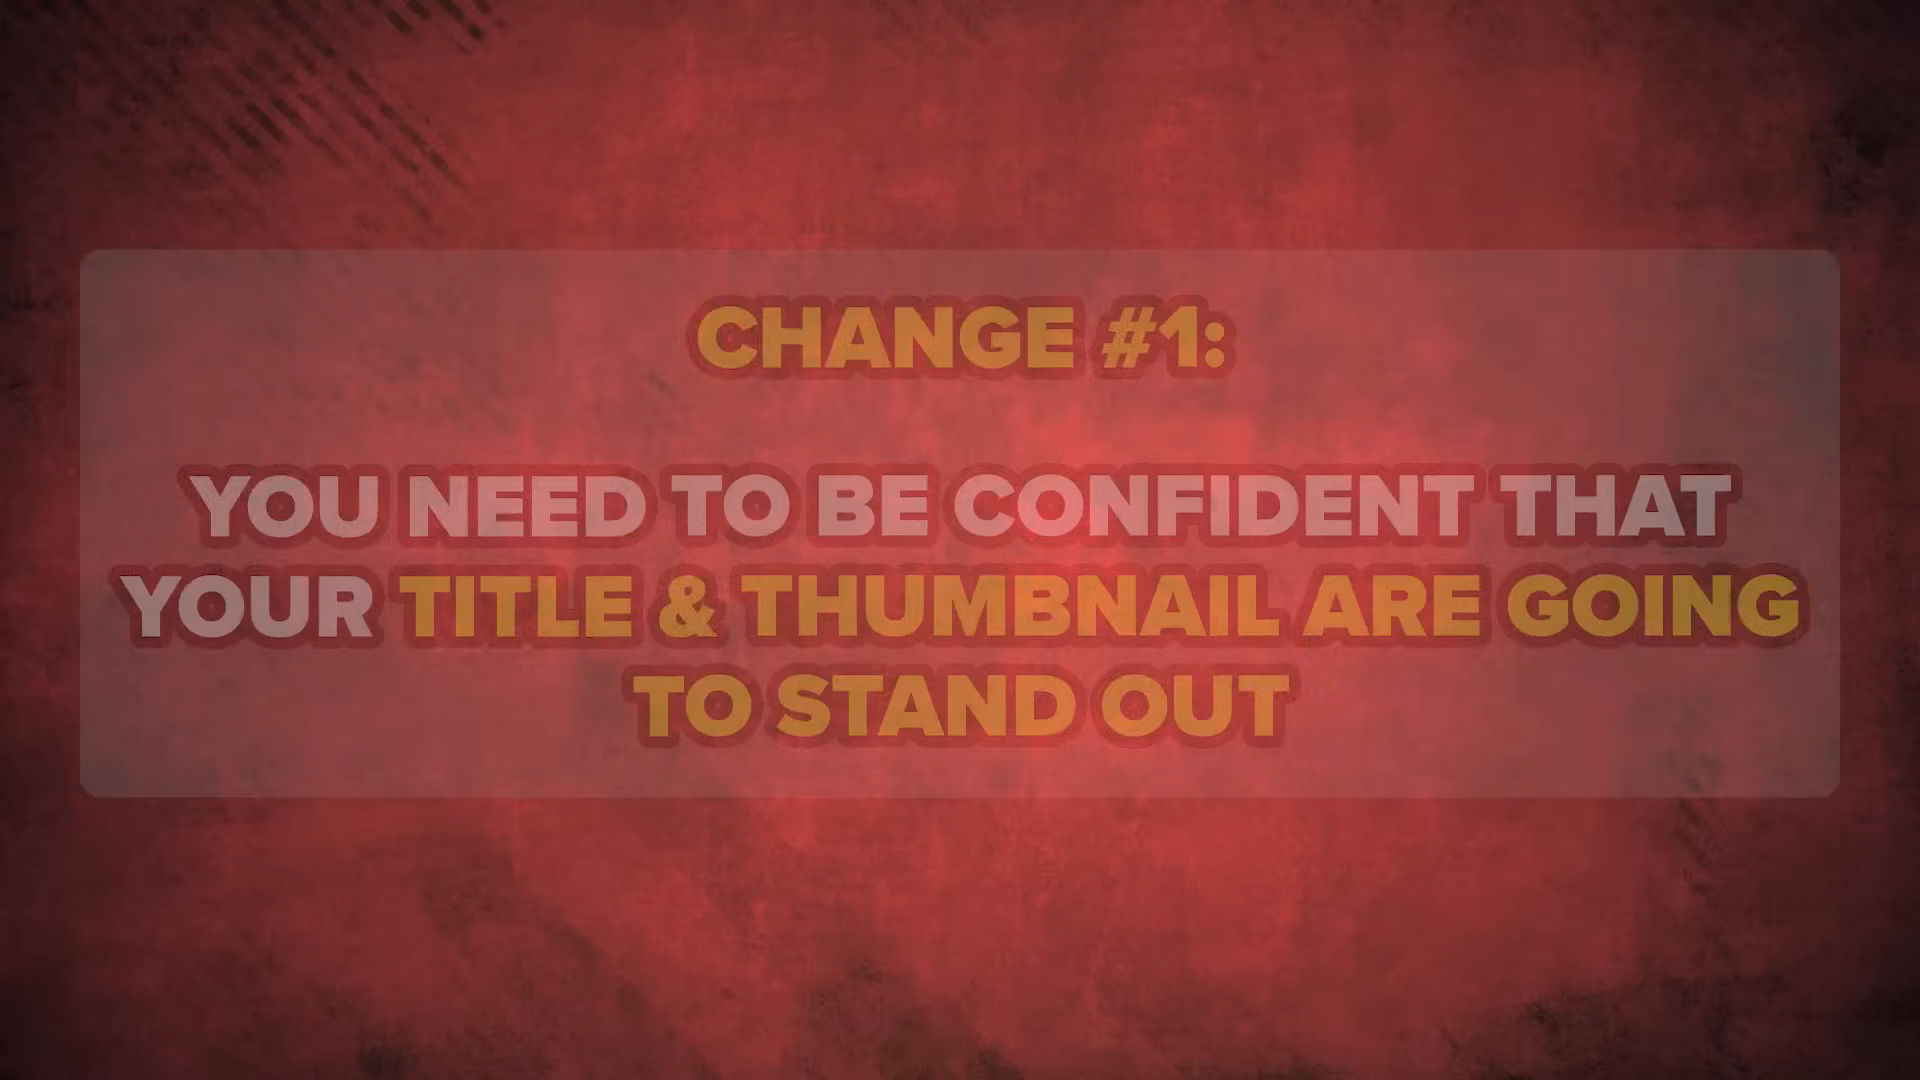 CHANGE #1:
YOU NEED TO BE CONFIDENT THAT
YOUR TITLE & THUMBNAIL ARE GOING
TO STAND OUT